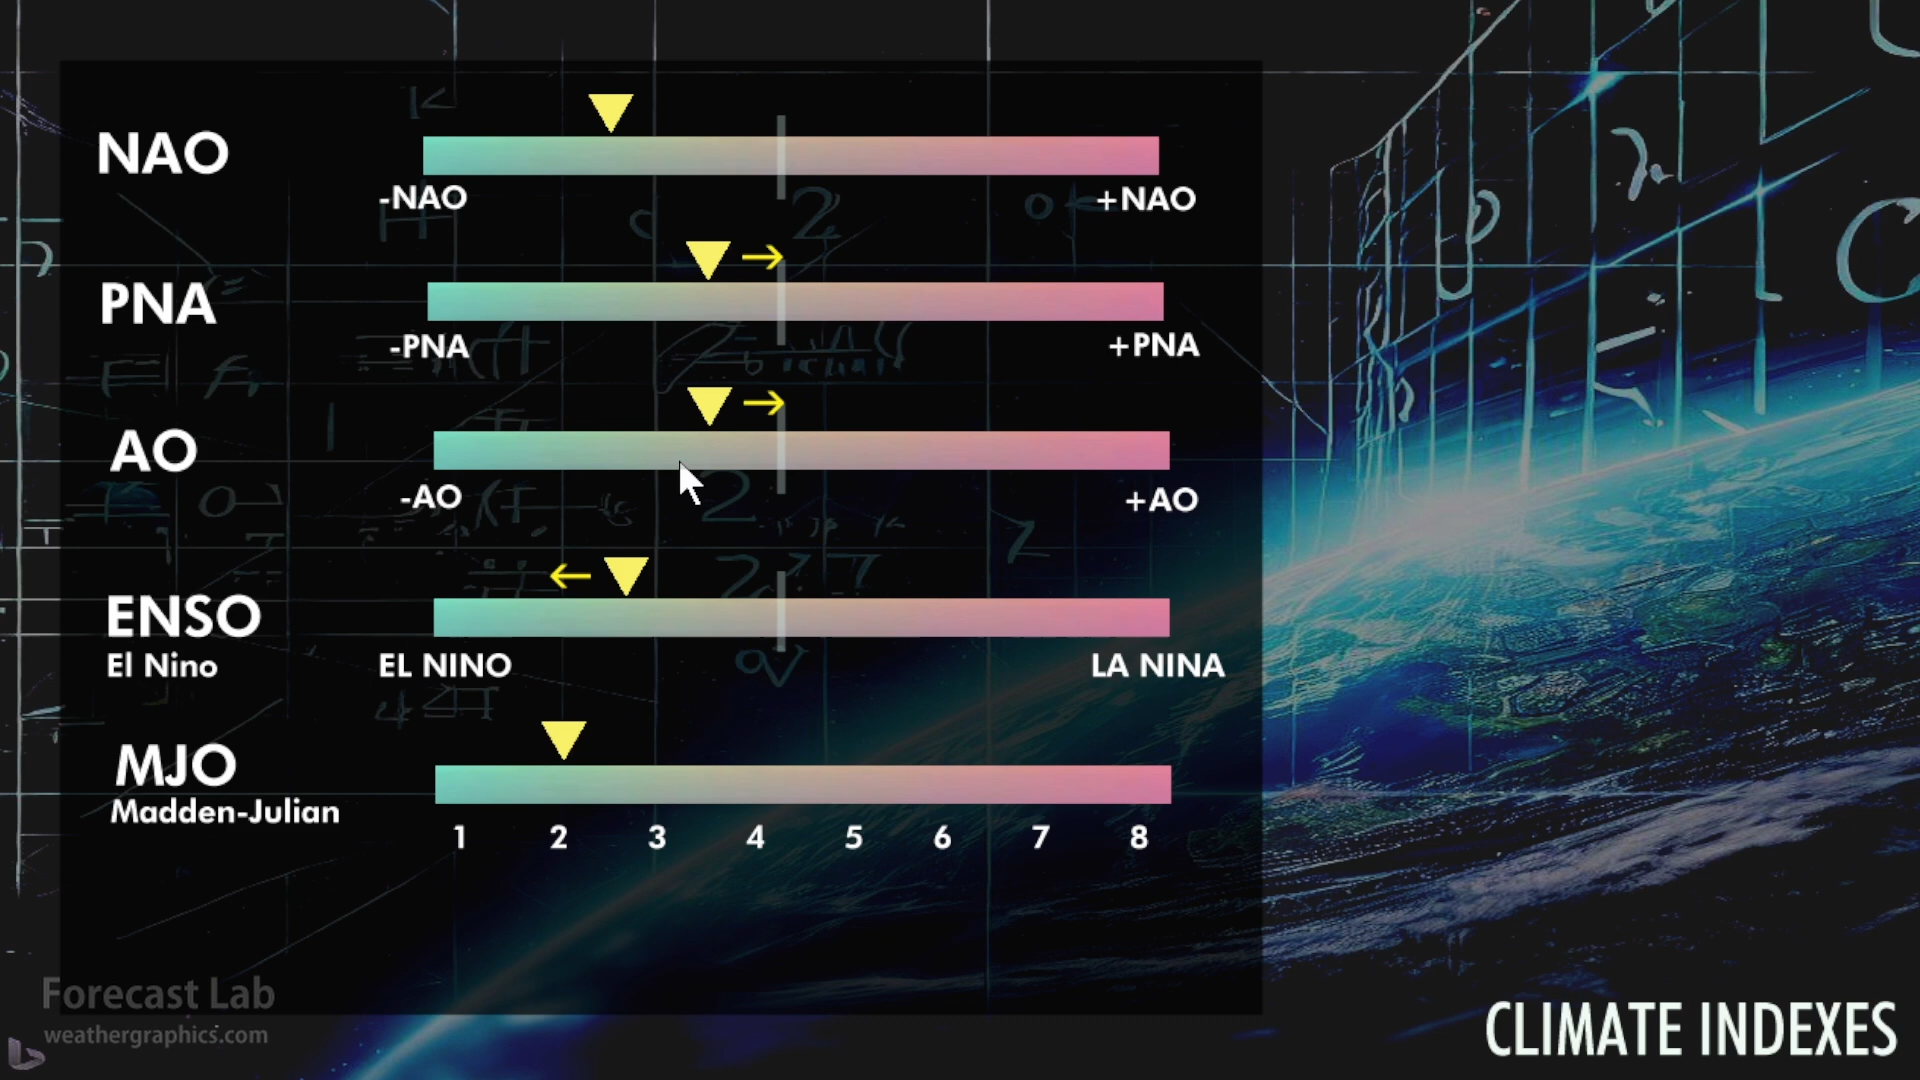 NAO
-NAO
+NAO
PNA
-PNA
+PNA
AO
-AO
+AO
ENSO
El Nino
EL NINO
LA NINA
MJO
Madden-Julian
1 2 3 4 5 6 7 8
Forecast Lab
weathergraphics.com
CLIMATE INDEXES